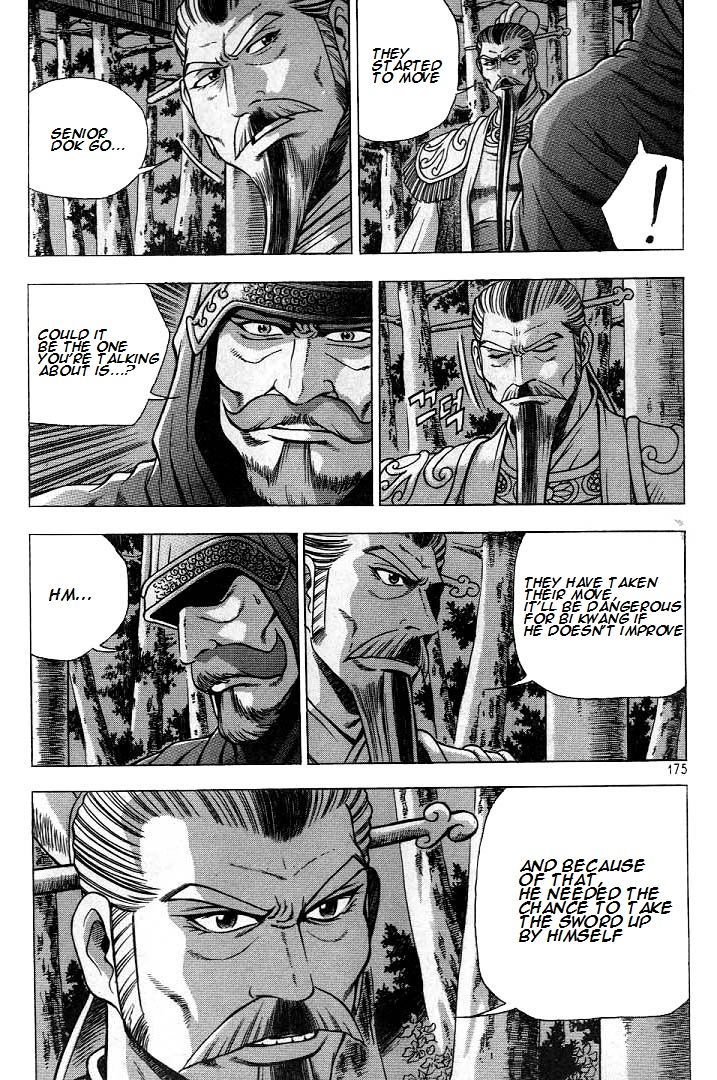 SENIOR
DOK GO...
THEY
STARTED
TO MOVE
!
COULD IT
BE THE ONE
YOU'RE TALKING
ABOUT IS...?
끄덕
HM...
THEY HAVE TAKEN
THEIR MOVE,
IT'LL BE DANGEROUS
FOR BI KWANG IF
HE DOESN'T IMPROVE
175
AND BECAUSE
OF THAT
HE NEEDED THE
CHANCE TO TAKE
THE SWORD UP
BY HIMSELF